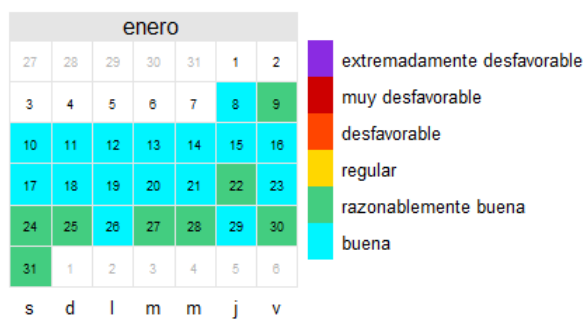 enero
27 28 29 30 31 1 2
3 4 5 6 7 8 9
10 11 12 13 14 15 16
17 18 19 20 21 22 23
24 25 26 27 28 29 30
31 1 2 3 4 5 6
s d l m m j v
extremadamente desfavorable
muy desfavorable
desfavorable
regular
razonablemente buena
buena